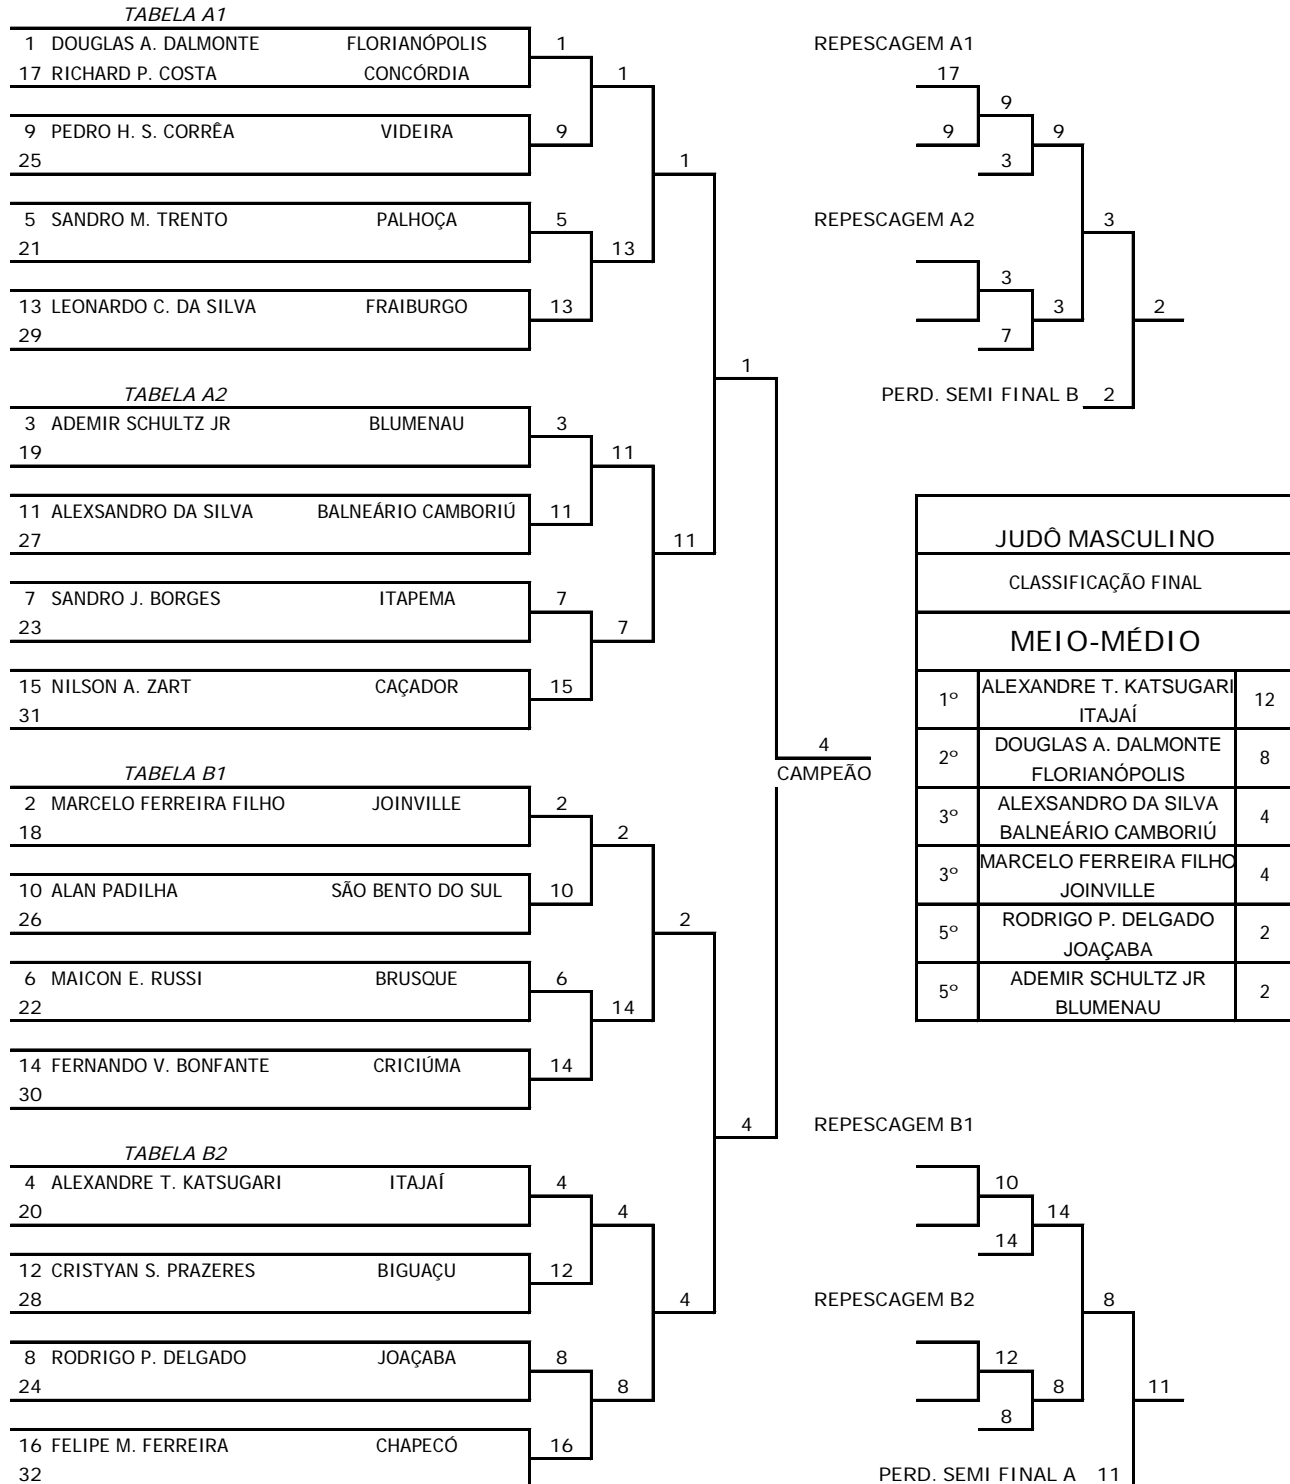 TABELA A1
1 DOUGLAS A. DALMONTE FLORIANÓPOLIS 1
17 RICHARD P. COSTA CONCÓRDIA 1
9 PEDRO H. S. CORRÊA VIDEIRA 9
25 1
5 SANDRO M. TRENTO PALHOÇA 5
21 13
13 LEONARDO C. DA SILVA FRAIBURGO 13
29
1
TABELA A2
3 ADEMIR SCHULTZ JR BLUMENAU 3
19 11
11 ALEXSANDRO DA SILVA BALNEÁRIO CAMBORIÚ 11
27 11
7 SANDRO J. BORGES ITAPEMA 7
23 7
15 NILSON A. ZART CAÇADOR 15
31
4
CAMPEÃO
TABELA B1
2 MARCELO FERREIRA FILHO JOINVILLE 2
18 2
10 ALAN PADILHA SÃO BENTO DO SUL 10
26 2
6 MAICON E. RUSSI BRUSQUE 6
22 14
14 FERNANDO V. BONFANTE CRICIÚMA 14
30
4
TABELA B2
4 ALEXANDRE T. KATSUGARI ITAJAÍ 4
20 4
12 CRISTYAN S. PRAZERES BIGUAÇU 12
28 4
8 RODRIGO P. DELGADO JOAÇABA 8
24 8
16 FELIPE M. FERREIRA CHAPECÓ 16
32
REPESCAGEM A1
17
9
9 9
3
REPESCAGEM A2 3
3
3 2
7
PERD. SEMI FINAL B 2
JUDÔ MASCULINO
CLASSIFICAÇÃO FINAL
MEIO-MÉDIO
1º ALEXANDRE T. KATSUGARI 12
ITAJAÍ
2º DOUGLAS A. DALMONTE 8
FLORIANÓPOLIS
3º ALEXSANDRO DA SILVA 4
BALNEÁRIO CAMBORIÚ
3º MARCELO FERREIRA FILHO 4
JOINVILLE
5º RODRIGO P. DELGADO 2
JOAÇABA
5º ADEMIR SCHULTZ JR 2
BLUMENAU
REPESCAGEM B1
10
14
14
REPESCAGEM B2 8
12
8 11
8
PERD. SEMI FINAL A 11